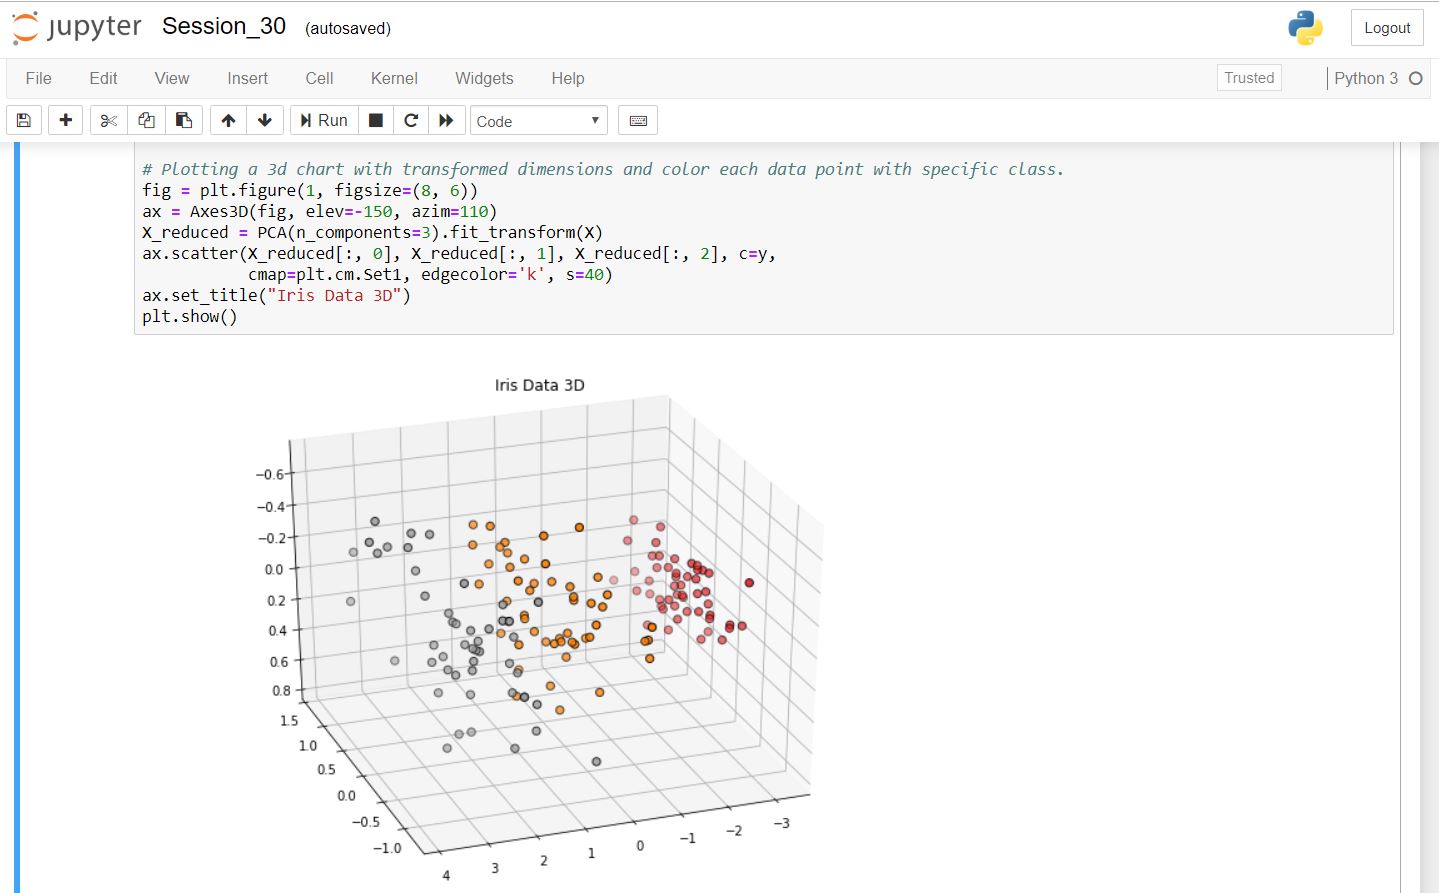 jupyter Session_30 (autosaved) Logout
File Edit View Insert Cell Kernel Widgets Help Trusted Python 3
Run Code
# Plotting a 3d chart with transformed dimensions and color each data point with specific class.
fig = plt.figure(1, figsize=(8, 6))
ax = Axes3D(fig, elev=-150, azim=110)
X_reduced = PCA(n_components=3).fit_transform(X)
ax.scatter(X_reduced[:, 0], X_reduced[:, 1], X_reduced[:, 2], c=y,
cmap=plt.cm.Set1, edgecolor='k', s=40)
ax.set_title("Iris Data 3D")
plt.show()
Iris Data 3D
−0.6
−0.4
−0.2
0.0
0.2
0.4
0.6
0.8
1.5
1.0
0.5
0.0
−0.5
−1.0
4 3 2 1 0 −1 −2 −3